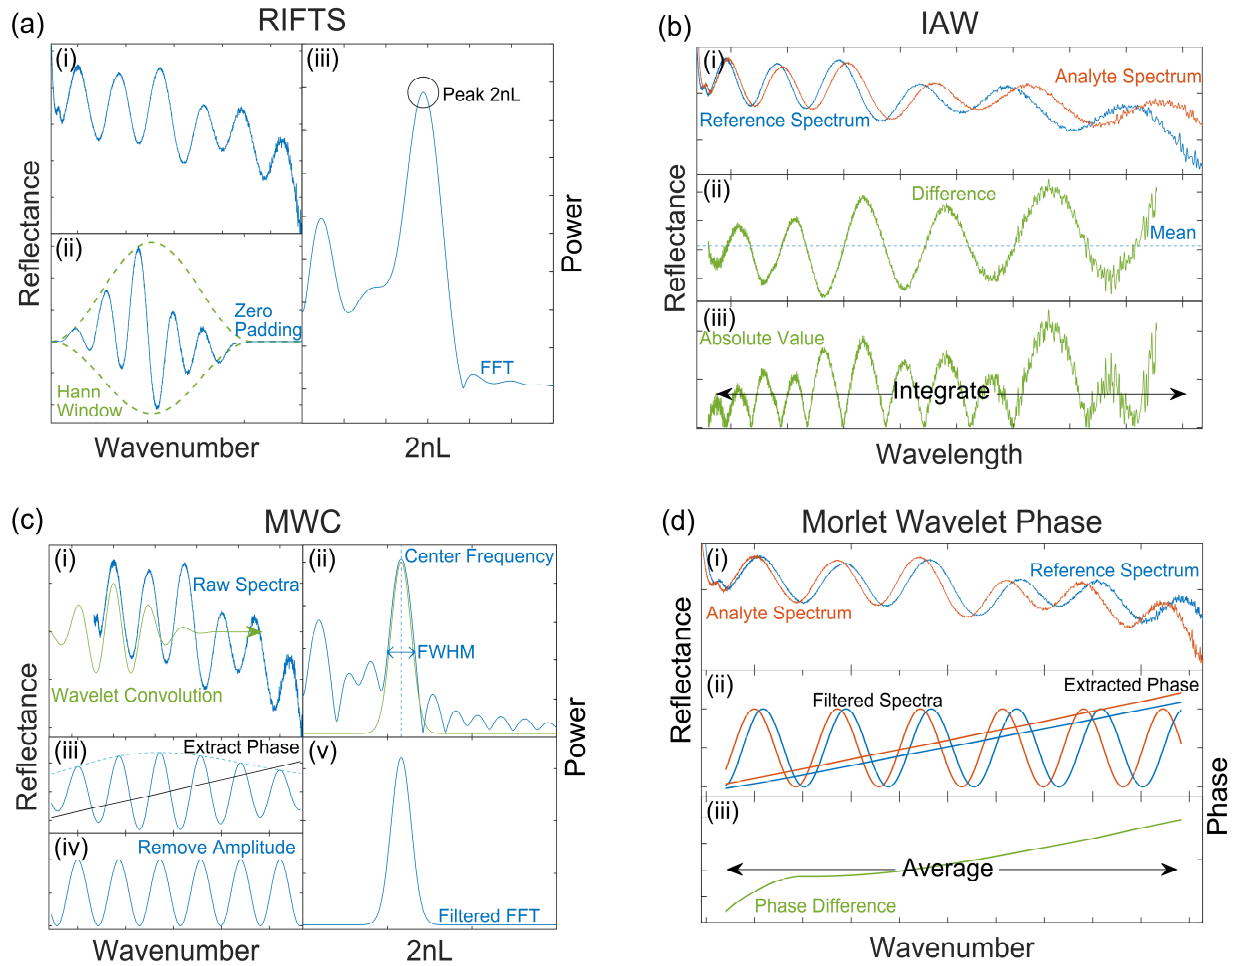 (a)
RIFTS
(i)
(iii)
Peak 2nL
(ii)
Zero
Padding
Hann
Window
FFT
Reflectance
Power
Wavenumber
2nL
(b)
IAW
(i)
Analyte Spectrum
Reference Spectrum
(ii)
Difference
Mean
(iii)
Absolute Value
Integrate
Reflectance
Wavelength
(c)
MWC
(i)
Raw Spectra
Wavelet Convolution
(ii)
Center Frequency
FWHM
(iii)
Extract Phase
(iv)
Remove Amplitude
(v)
Filtered FFT
Reflectance
Power
Wavenumber
2nL
(d)
Morlet Wavelet Phase
(i)
Reference Spectrum
Analyte Spectrum
(ii)
Filtered Spectra
Extracted Phase
(iii)
Average
Phase Difference
Reflectance
Phase
Wavenumber